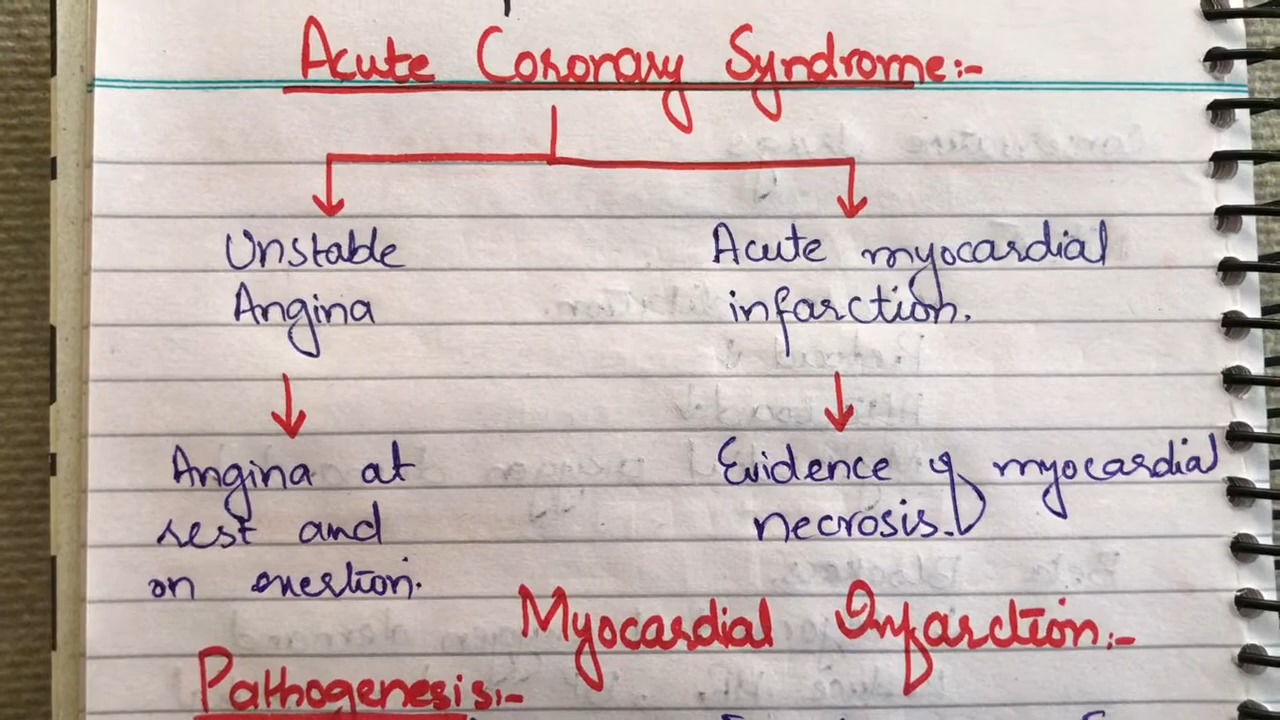 Acute Coronary Syndrome:-
Unstable
Angina
Acute myocardial
infarction.
Angina at
rest and
on exertion.
Evidence of myocardial
necrosis.
Myocardial Infarction:-
Pathogenesis:-